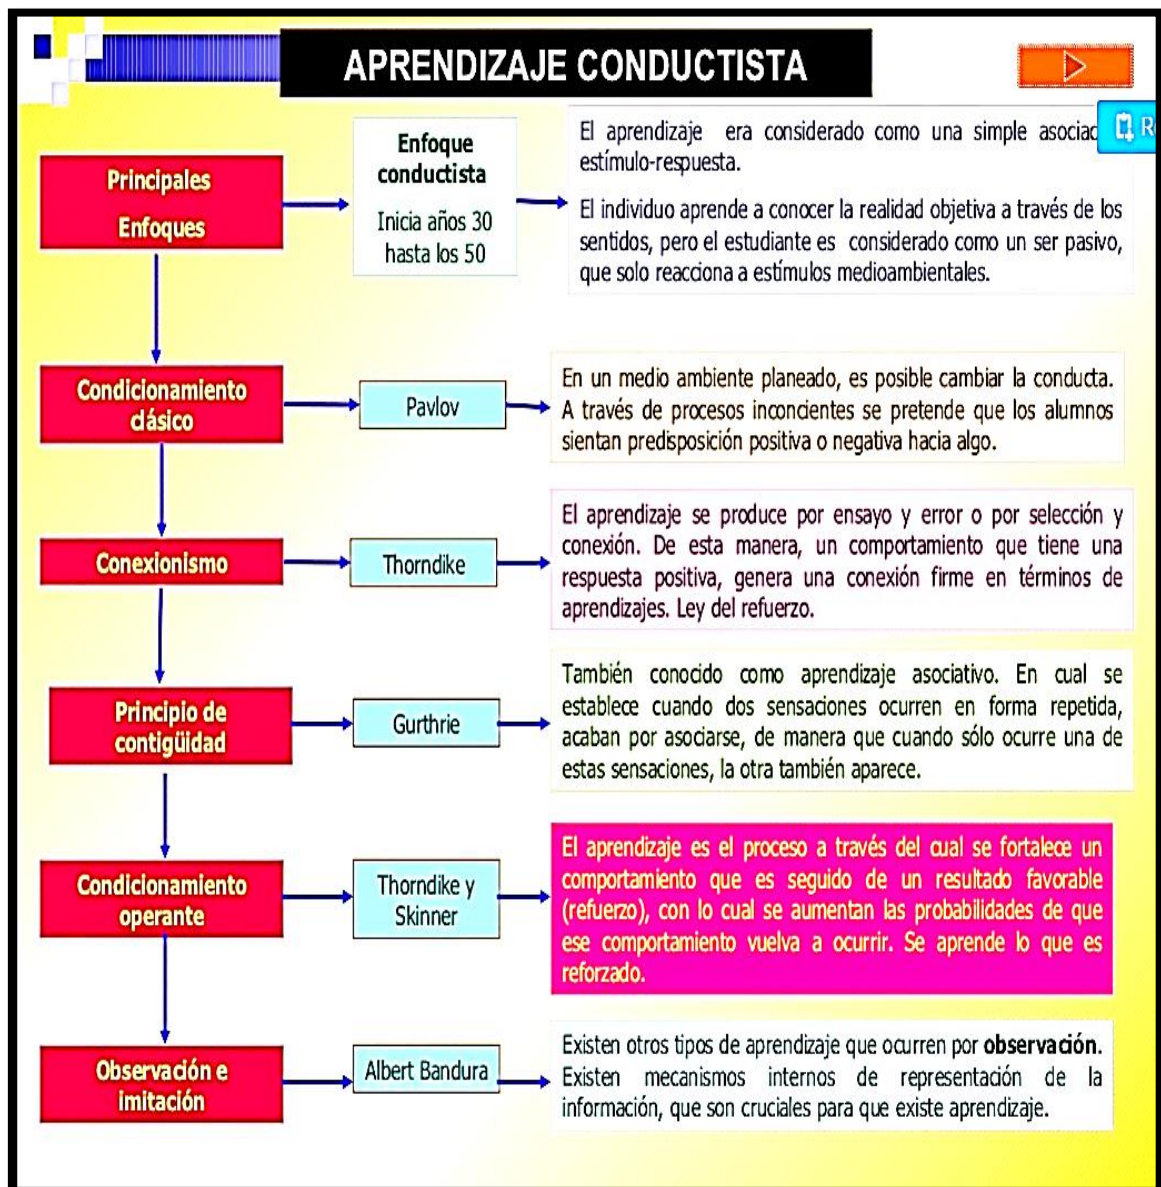 APRENDIZAJE CONDUCTISTA
Principales
Enfoques
Enfoque
conductista
Inicia años 30
hasta los 50
El aprendizaje era considerado como una simple
estímulo-respuesta.
El individuo aprende a conocer la realidad objetiva a través de los
sentidos, pero el estudiante es considerado como un ser pasivo,
que solo reacciona a estímulos medioambientales.
Condicionamiento
clásico
Pavlov
En un medio ambiente planeado, es posible cambiar la conducta.
A través de procesos inconcientes se pretende que los alumnos
sientan predisposición positiva o negativa hacia algo.
Conexionismo
Thorndike
El aprendizaje se produce por ensayo y error o por selección y
conexión. De esta manera, un comportamiento que tiene una
respuesta positiva, genera una conexión firme en términos de
aprendizajes. Ley del refuerzo.
Principio de
contigüidad
Gurthrie
También conocido como aprendizaje asociativo. En cual se
establece cuando dos sensaciones ocurren en forma repetida,
acaban por asociarse, de manera que cuando sólo ocurre una de
estas sensaciones, la otra también aparece.
Condicionamiento
operante
Thorndike y
Skinner
El aprendizaje es el proceso a través del cual se fortalece un
comportamiento que es seguido de un resultado favorable
(refuerzo), con lo cual se aumentan las probabilidades de que
ese comportamiento vuelva a ocurrir. Se aprende lo que es
reforzado.
Observación e
imitación
Albert Bandura
Existen otros tipos de aprendizaje que ocurren por observación.
Existen mecanismos internos de representación de la
información, que son cruciales para que existe aprendizaje.